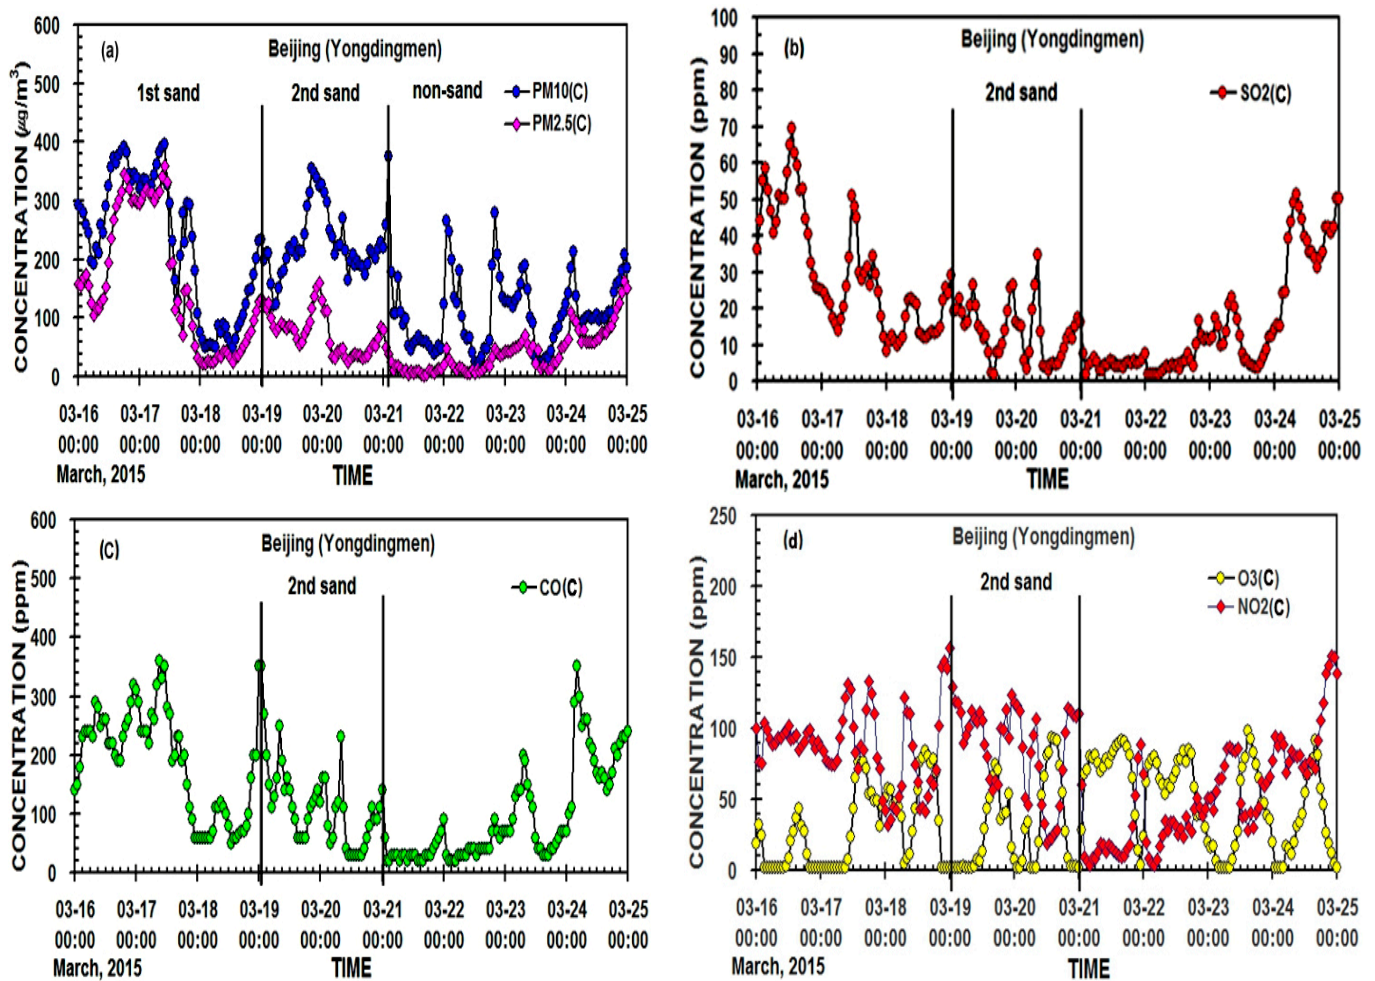 (a)
Beijing (Yongdingmen)
1st sand
2nd sand
non-sand
PM10(C)
PM2.5(C)
CONCENTRATION (μg/m³)
600
500
400
300
200
100
0
03-16 03-17 03-18 03-19 03-20 03-21 03-22 03-23 03-24 03-25
00:00 00:00 00:00 00:00 00:00 00:00 00:00 00:00 00:00 00:00
March, 2015
TIME
(b)
Beijing (Yongdingmen)
2nd sand
SO2(C)
CONCENTRATION (ppm)
100
90
80
70
60
50
40
30
20
10
0
03-16 03-17 03-18 03-19 03-20 03-21 03-22 03-23 03-24 03-25
00:00 00:00 00:00 00:00 00:00 00:00 00:00 00:00 00:00 00:00
March, 2015
TIME
(C)
Beijing (Yongdingmen)
2nd sand
CO(C)
CONCENTRATION (ppm)
600
500
400
300
200
100
0
03-16 03-17 03-18 03-19 03-20 03-21 03-22 03-23 03-24 03-25
00:00 00:00 00:00 00:00 00:00 00:00 00:00 00:00 00:00 00:00
March, 2015
TIME
(d)
Beijing (Yongdingmen)
2nd sand
O3(C)
NO2(C)
CONCENTRATION (ppm)
250
200
150
100
50
0
03-16 03-17 03-18 03-19 03-20 03-21 03-22 03-23 03-24 03-25
00:00 00:00 00:00 00:00 00:00 00:00 00:00 00:00 00:00 00:00
March, 2015
TIME